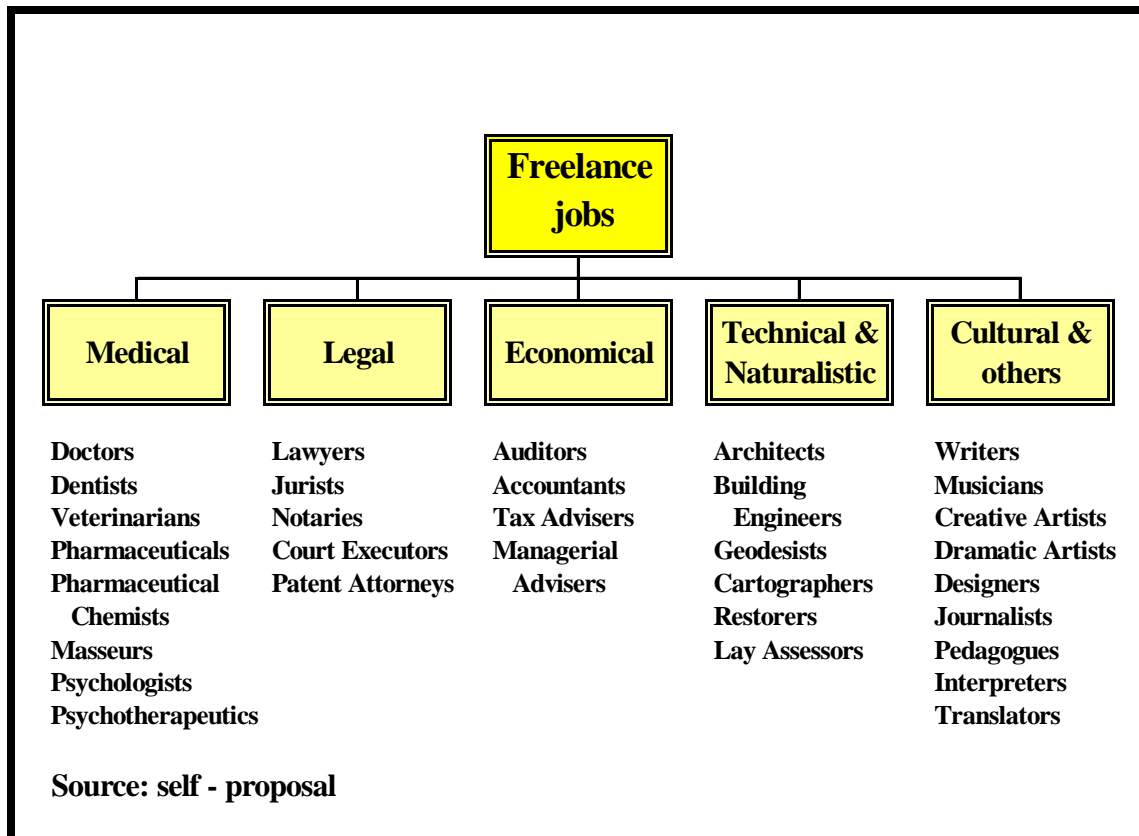 Freelance
jobs
Medical
Legal
Economical
Technical &
Naturalistic
Cultural &
others
Doctors
Dentists
Veterinarians
Pharmaceuticals
Pharmaceutical
Chemists
Masseurs
Psychologists
Psychotherapeutics
Lawyers
Jurists
Notaries
Court Executors
Patent Attorneys
Auditors
Accountants
Tax Advisers
Managerial
Advisers
Architects
Building
Engineers
Geodesists
Cartographers
Restorers
Lay Assessors
Writers
Musicians
Creative Artists
Dramatic Artists
Designers
Journalists
Pedagogues
Interpreters
Translators
Source: self - proposal